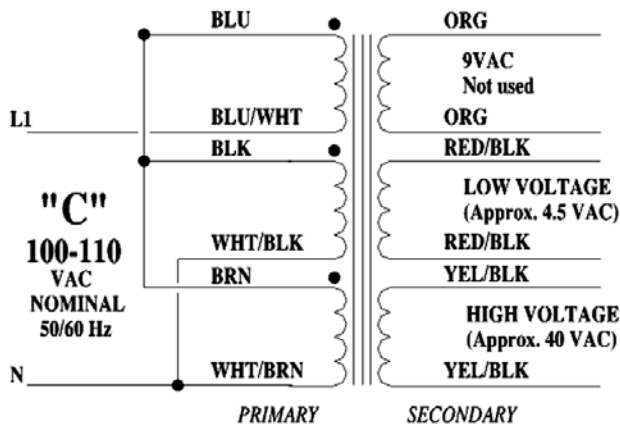 BLU
ORG
9VAC
Not used
L1
BLU/WHT
ORG
BLK
RED/BLK
"C"
100-110
VAC
NOMINAL
50/60 Hz
LOW VOLTAGE
(Approx. 4.5 VAC)
WHT/BLK
RED/BLK
BRN
YEL/BLK
HIGH VOLTAGE
(Approx. 40 VAC)
N
WHT/BRN
YEL/BLK
PRIMARY
SECONDARY